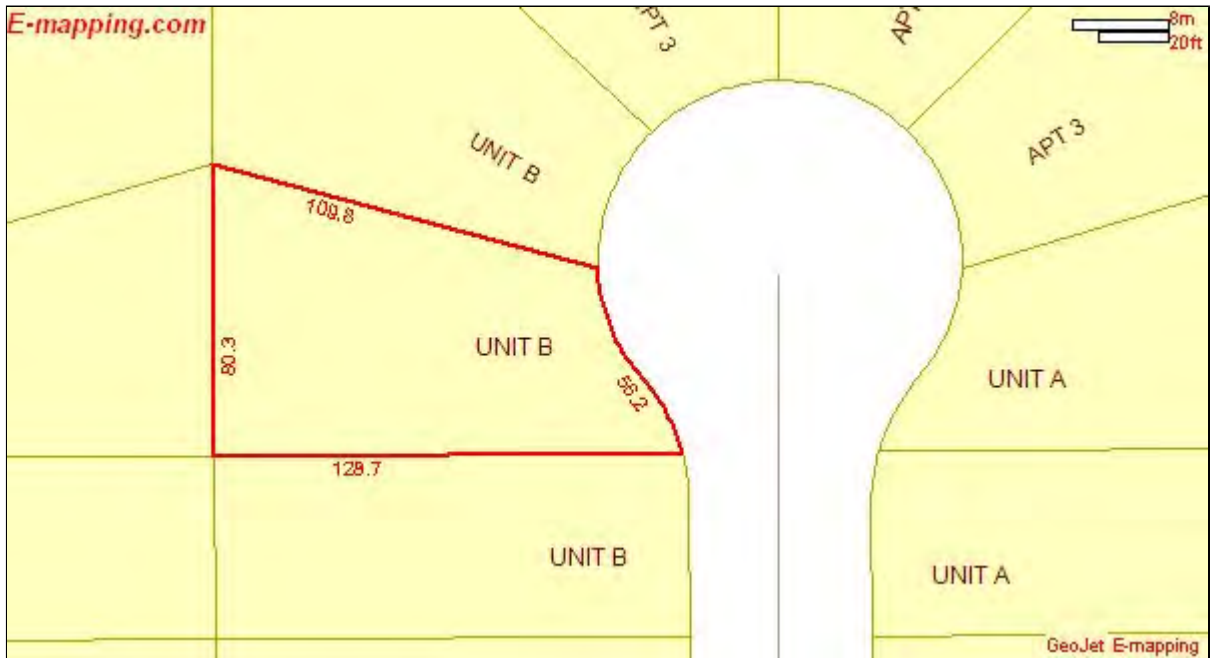 E-mapping.com
APT 3
APT
8m
20ft
UNIT B
APT 3
109.8
80.3
UNIT B
56.2
UNIT A
129.7
UNIT B
UNIT A
GeoJet E-mapping